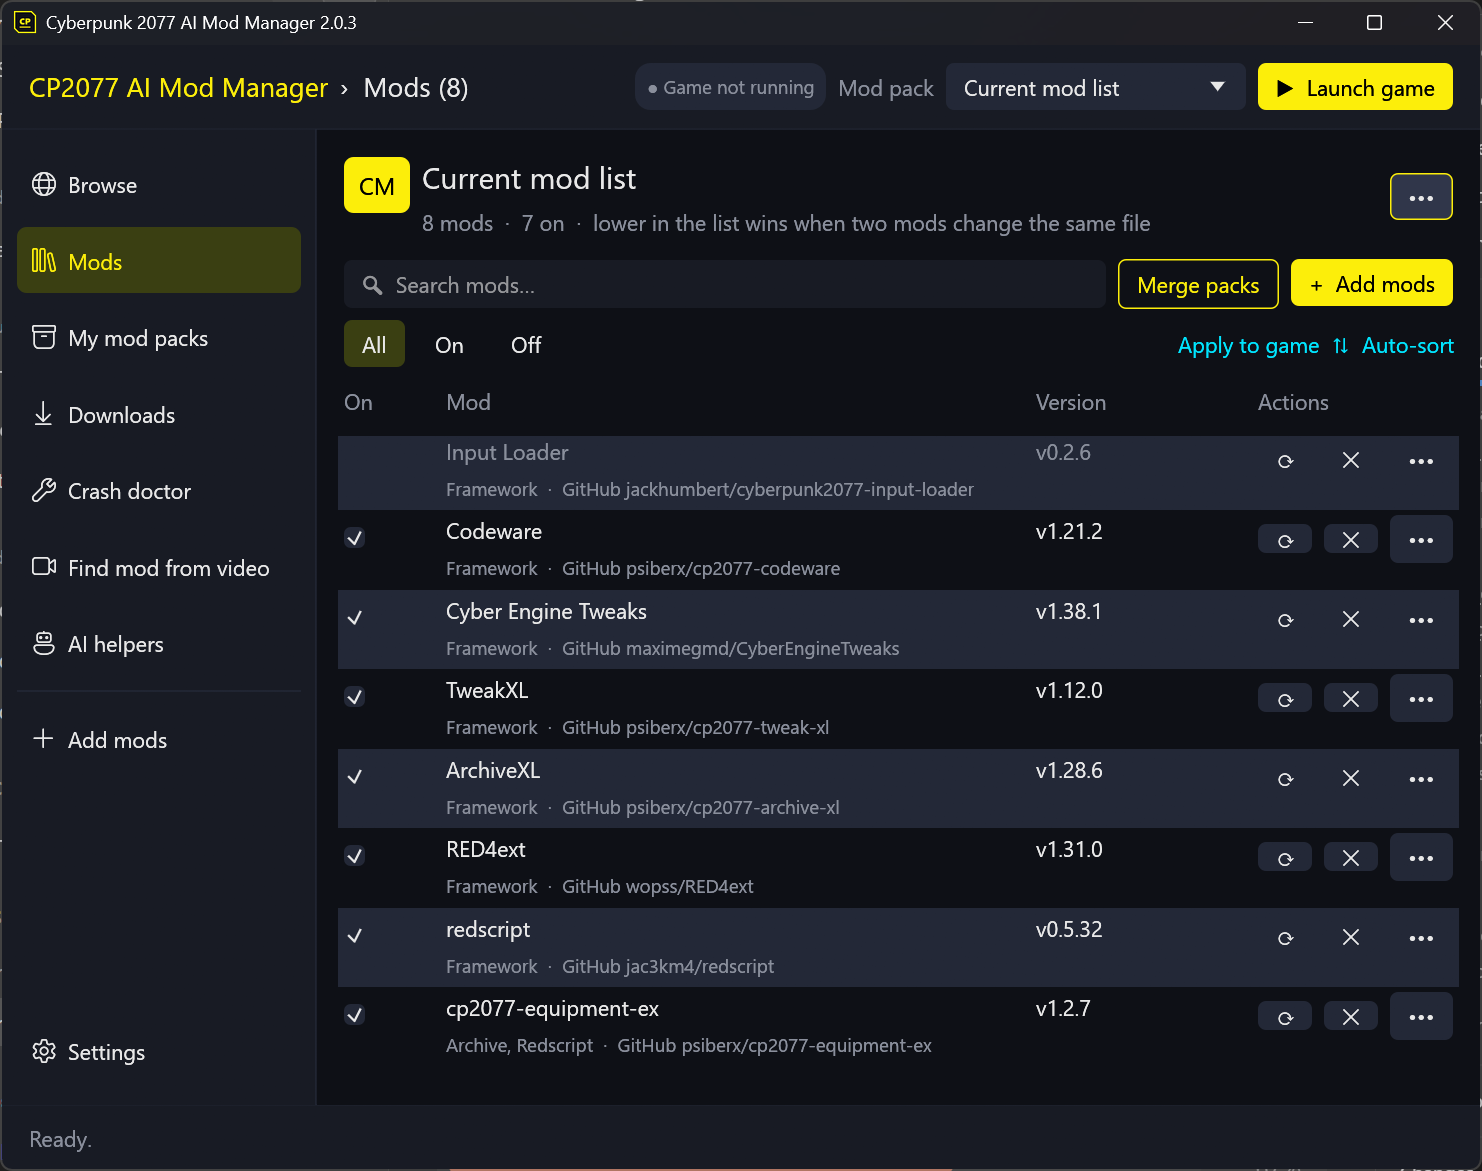 CP Cyberpunk 2077 AI Mod Manager 2.0.3
CP2077 AI Mod Manager › Mods (8)
● Game not running
Mod pack
Current mod list
Launch game
Browse
Mods
My mod packs
Downloads
Crash doctor
Find mod from video
AI helpers
Add mods
Settings
CM
Current mod list
8 mods · 7 on · lower in the list wins when two mods change the same file
Search mods...
Merge packs
+ Add mods
All On Off
Apply to game ↑↓ Auto-sort
On Mod Version Actions
Input Loader v0.2.6
Framework · GitHub jackhumbert/cyberpunk2077-input-loader
Codeware v1.21.2
Framework · GitHub psiberx/cp2077-codeware
Cyber Engine Tweaks v1.38.1
Framework · GitHub maximegmd/CyberEngineTweaks
TweakXL v1.12.0
Framework · GitHub psiberx/cp2077-tweak-xl
ArchiveXL v1.28.6
Framework · GitHub psiberx/cp2077-archive-xl
RED4ext v1.31.0
Framework · GitHub wopss/RED4ext
redscript v0.5.32
Framework · GitHub jac3km4/redscript
cp2077-equipment-ex v1.2.7
Archive, Redscript · GitHub psiberx/cp2077-equipment-ex
Ready.